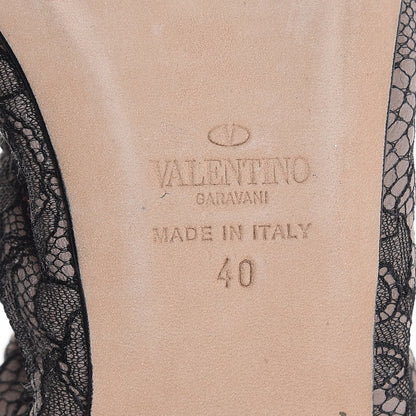 V
VALENTINO
GARAVANI
MADE IN ITALY
40